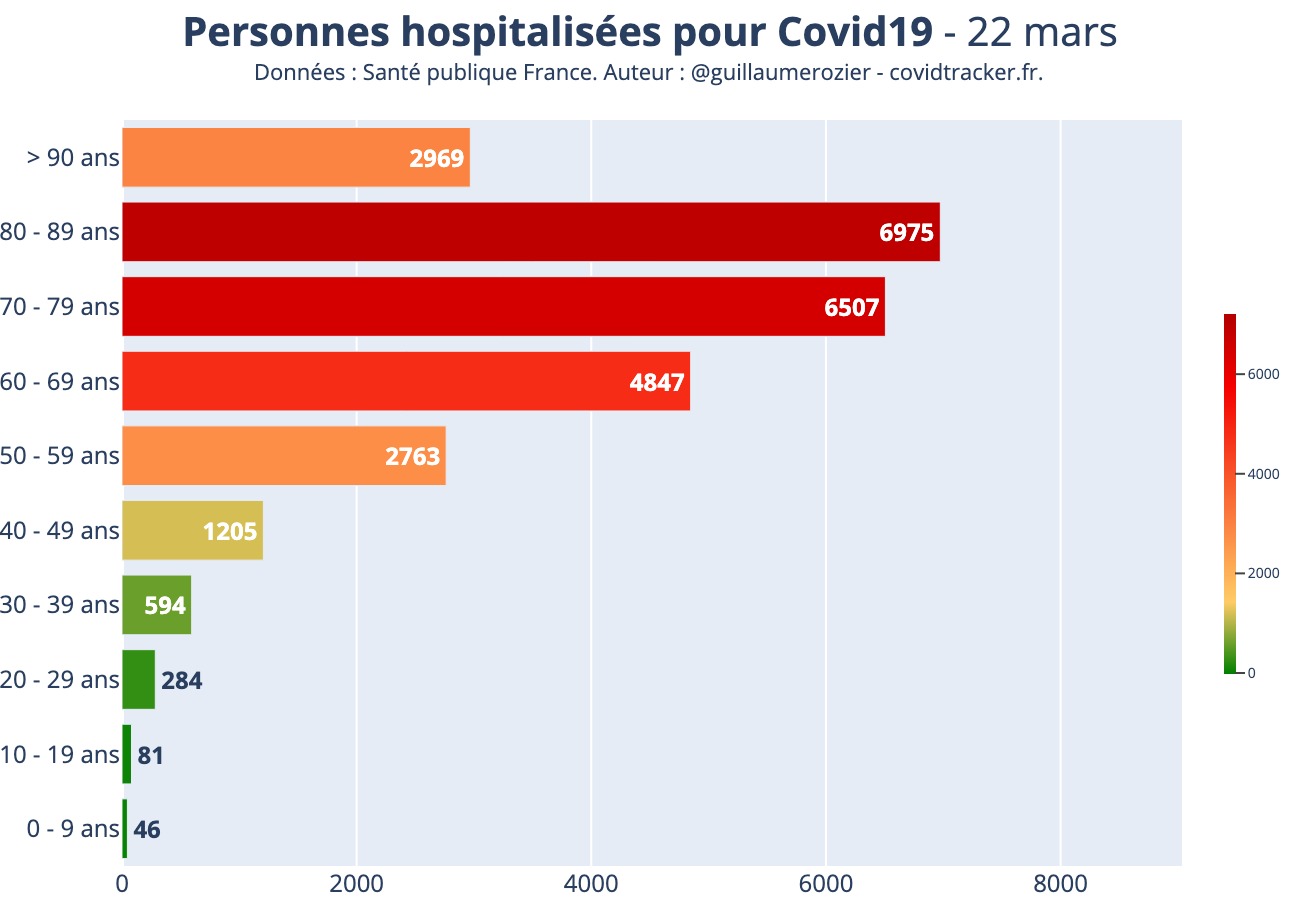 Personnes hospitalisées pour Covid19 - 22 mars
Données : Santé publique France. Auteur : @guillaumerozier - covidtracker.fr.
> 90 ans 2969
80 - 89 ans 6975
70 - 79 ans 6507
60 - 69 ans 4847
50 - 59 ans 2763
40 - 49 ans 1205
30 - 39 ans 594
20 - 29 ans 284
10 - 19 ans 81
0 - 9 ans 46
0 2000 4000 6000 8000
6000
4000
2000
0